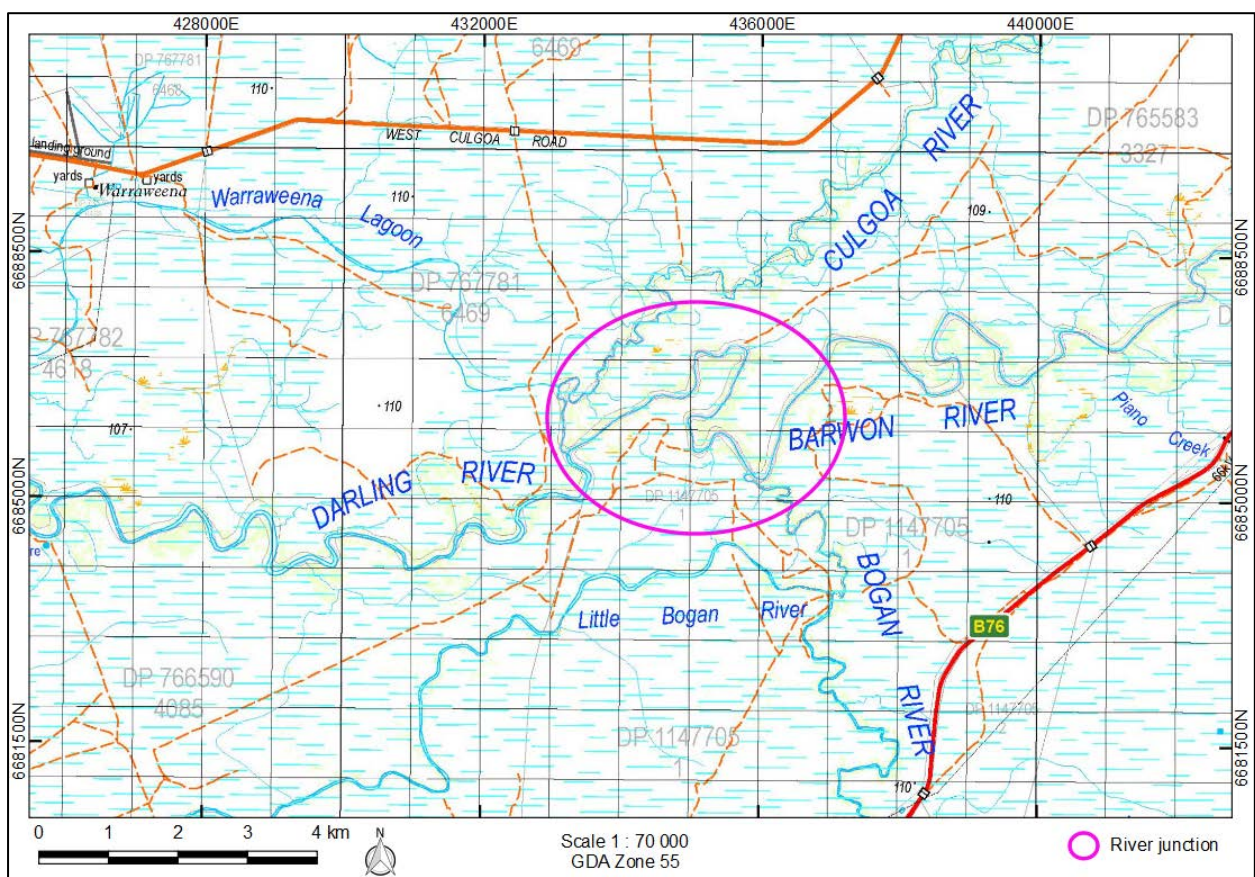 428000E
432000E
436000E
440000E
DP 767781
6468
6469
110
WEST CULGOA ROAD
landing ground
yards
yards
Warraweena
Warraweena
Lagoon
110
CULGOA RIVER
DP 765583
3327
109
6688500N
6688500N
DP 767781
6469
P 767782
4618
110
107
BARWON RIVER
Piano
Creek
DARLING RIVER
DP 1147705
1
6685000N
6685000N
110
DP 1147705
1
BOGAN
RIVER
Little Bogan River
B76
DP 766590
4085
DP 1147705
1
DP 1147705
2
6681500N
6681500N
110
0 1 2 3 4 km
N
Scale 1 : 70 000
GDA Zone 55
River junction